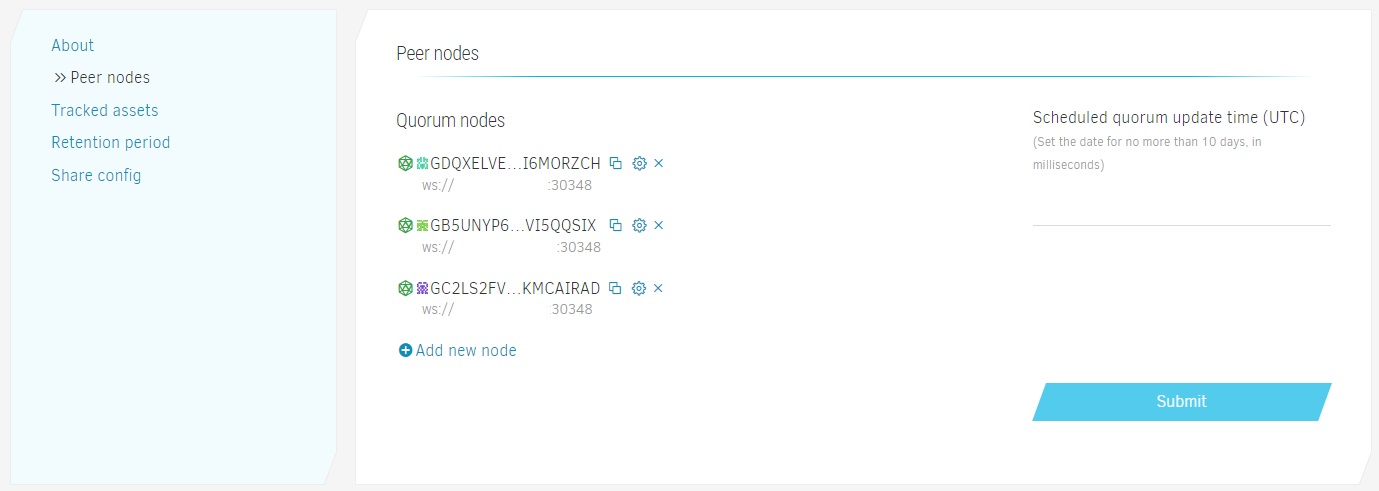 About
» Peer nodes
Tracked assets
Retention period
Share config
Peer nodes
Quorum nodes
GDQXELVE...I6MORZCH
ws:// :30348
GB5UNYP6...VI5QQSIX
ws:// :30348
GC2LS2FV...KMCAIRAD
ws:// 30348
Add new node
Scheduled quorum update time (UTC)
(Set the date for no more than 10 days, in
milliseconds)
Submit